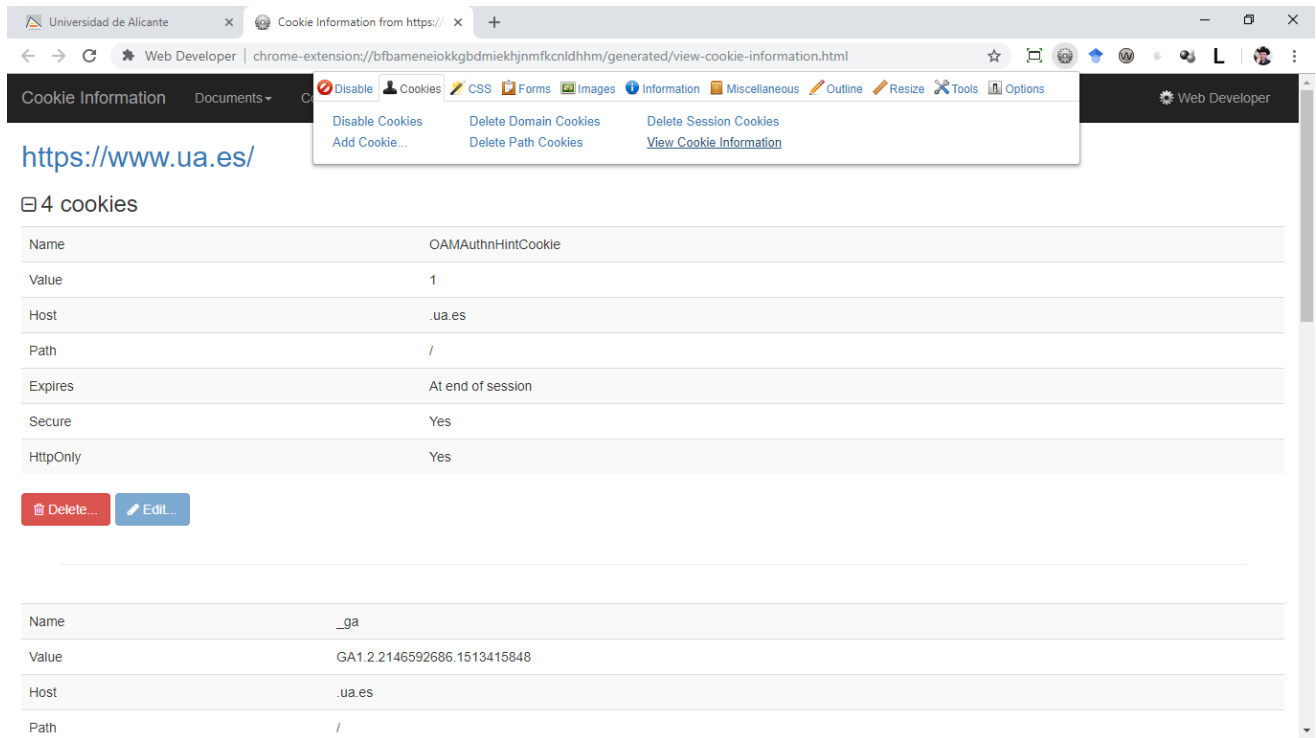 Universidad de Alicante
Cookie Information from https://
Web Developer chrome-extension://bfbameneiokkgbdmiekhjnmfkcnldhhm/generated/view-cookie-information.html
Cookie Information Documents Web Developer
Disable Cookies CSS Forms Images Information Miscellaneous Outline Resize Tools Options
Disable Cookies Delete Domain Cookies Delete Session Cookies
Add Cookie... Delete Path Cookies View Cookie Information
https://www.ua.es/
4 cookies
Name OAMAuthnHintCookie
Value 1
Host .ua.es
Path /
Expires At end of session
Secure Yes
HttpOnly Yes
Delete... Edit...
Name _ga
Value GA1.2.2146592686.1513415848
Host .ua.es
Path /